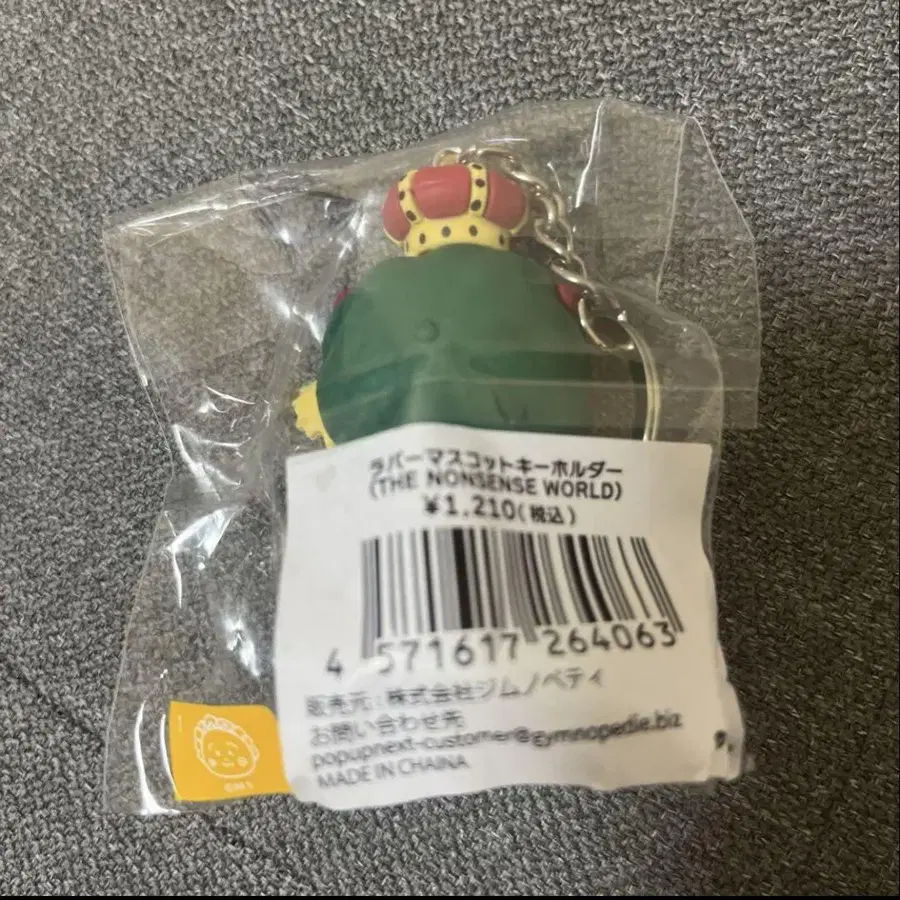 ラバーマスコットキーホルダー
(THE NONSENSE WORLD)
¥1,210(税込)
4 571617 264063
販売元:株式会社ジムノペディ
お問い合わせ先
popupnext-customer@gymnopedie.biz
MADE IN CHAINA